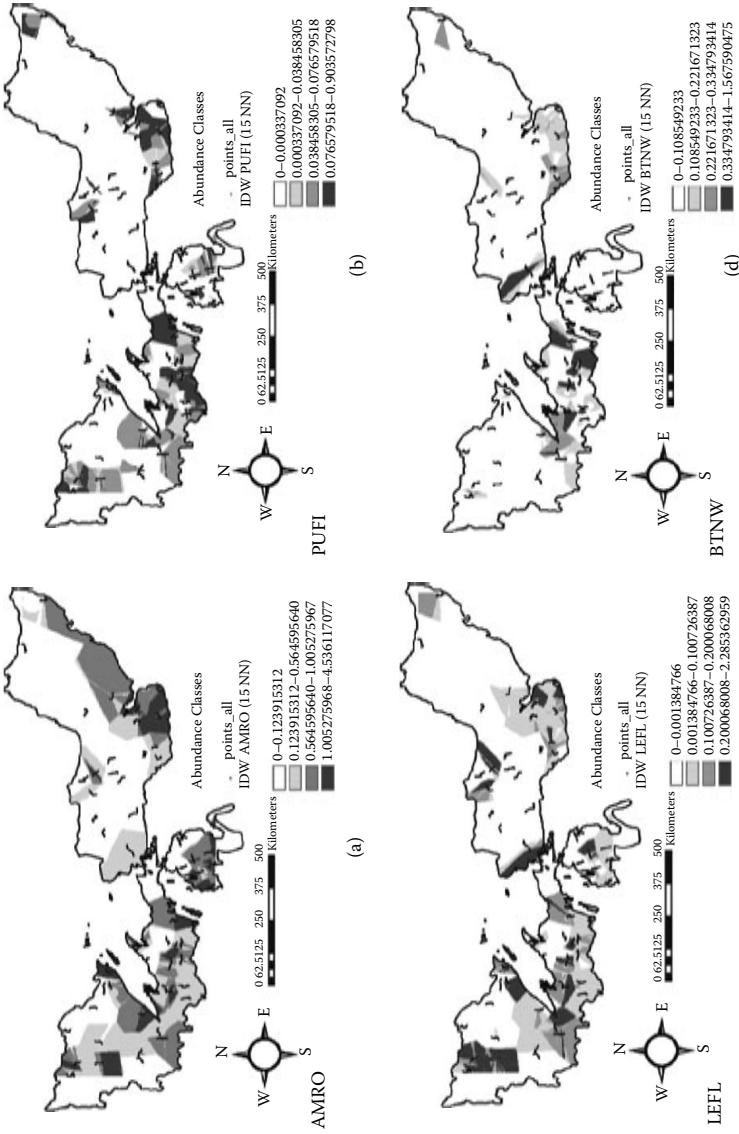 N
W
E
S
AMRO
0 62.5125 250 375 500
Kilometers
Abundance Classes
points_all
IDW AMRO (15 NN)
0–0.123915312
0.123915312–0.564595640
0.564595640–1.005275967
1.005275968–4.536117077
(a)
N
W
E
S
PUFI
0 62.5125 250 375 500
Kilometers
Abundance Classes
points_all
IDW PUFI (15 NN)
0–0.000337092
0.000337092–0.038458305
0.038458305–0.076579518
0.076579518–0.903572798
(b)
N
W
E
S
LEFL
0 62.5125 250 375 500
Kilometers
Abundance Classes
points_all
IDW LEFL (15 NN)
0–0.001384766
0.001384766–0.100726387
0.100726387–0.200068008
0.200068008–2.285362959
N
W
E
S
BTNW
0 62.5125 250 375 500
Kilometers
Abundance Classes
points_all
IDW BTNW (15 NN)
0–0.108549233
0.108549233–0.221671323
0.221671323–0.334793414
0.334793414–1.567590475
(d)